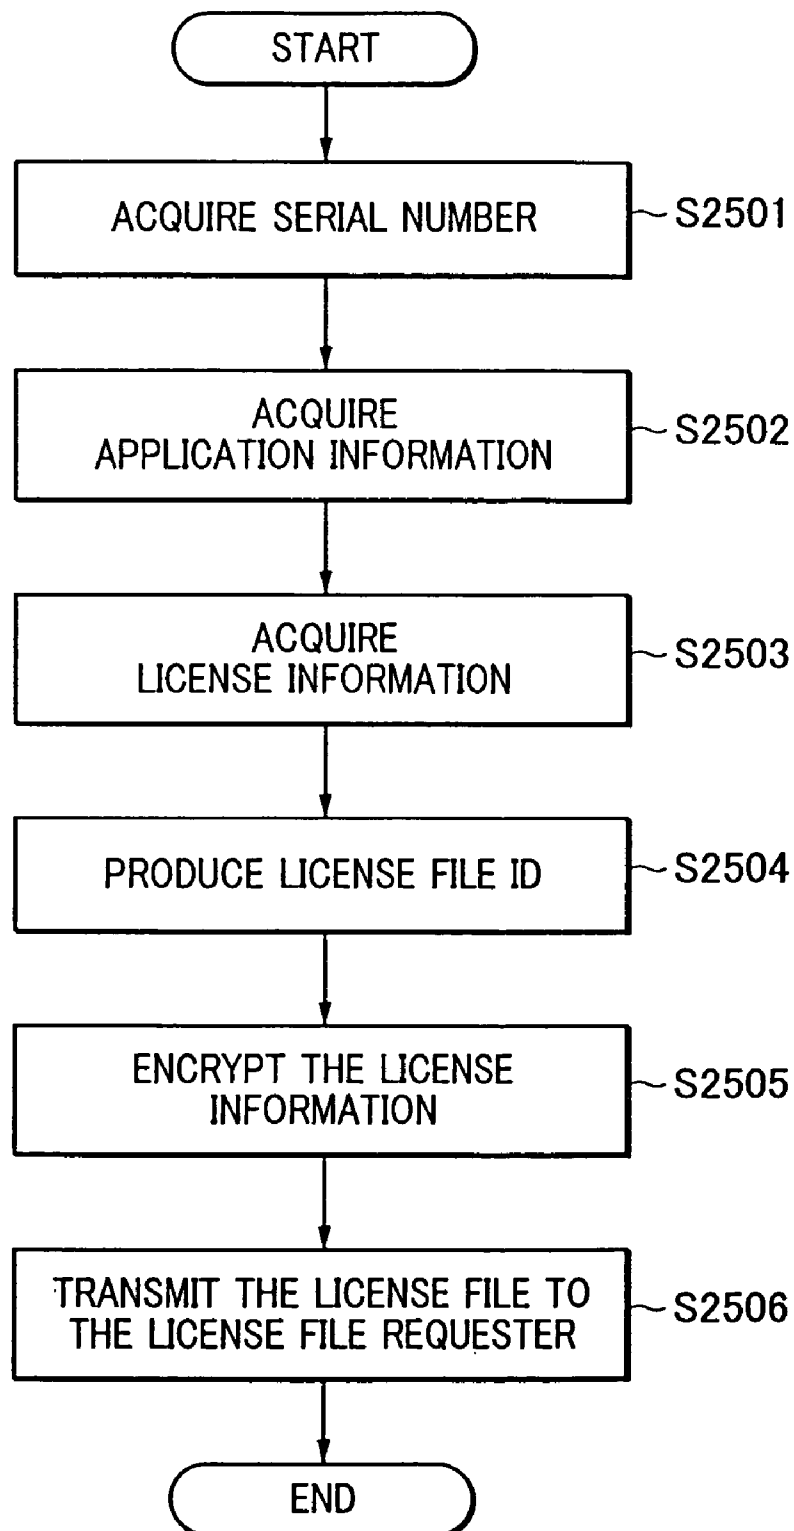 START
ACQUIRE SERIAL NUMBER
S2501
ACQUIRE
APPLICATION INFORMATION
S2502
ACQUIRE
LICENSE INFORMATION
S2503
PRODUCE LICENSE FILE ID
S2504
ENCRYPT THE LICENSE
INFORMATION
S2505
TRANSMIT THE LICENSE FILE TO
THE LICENSE FILE REQUESTER
S2506
END